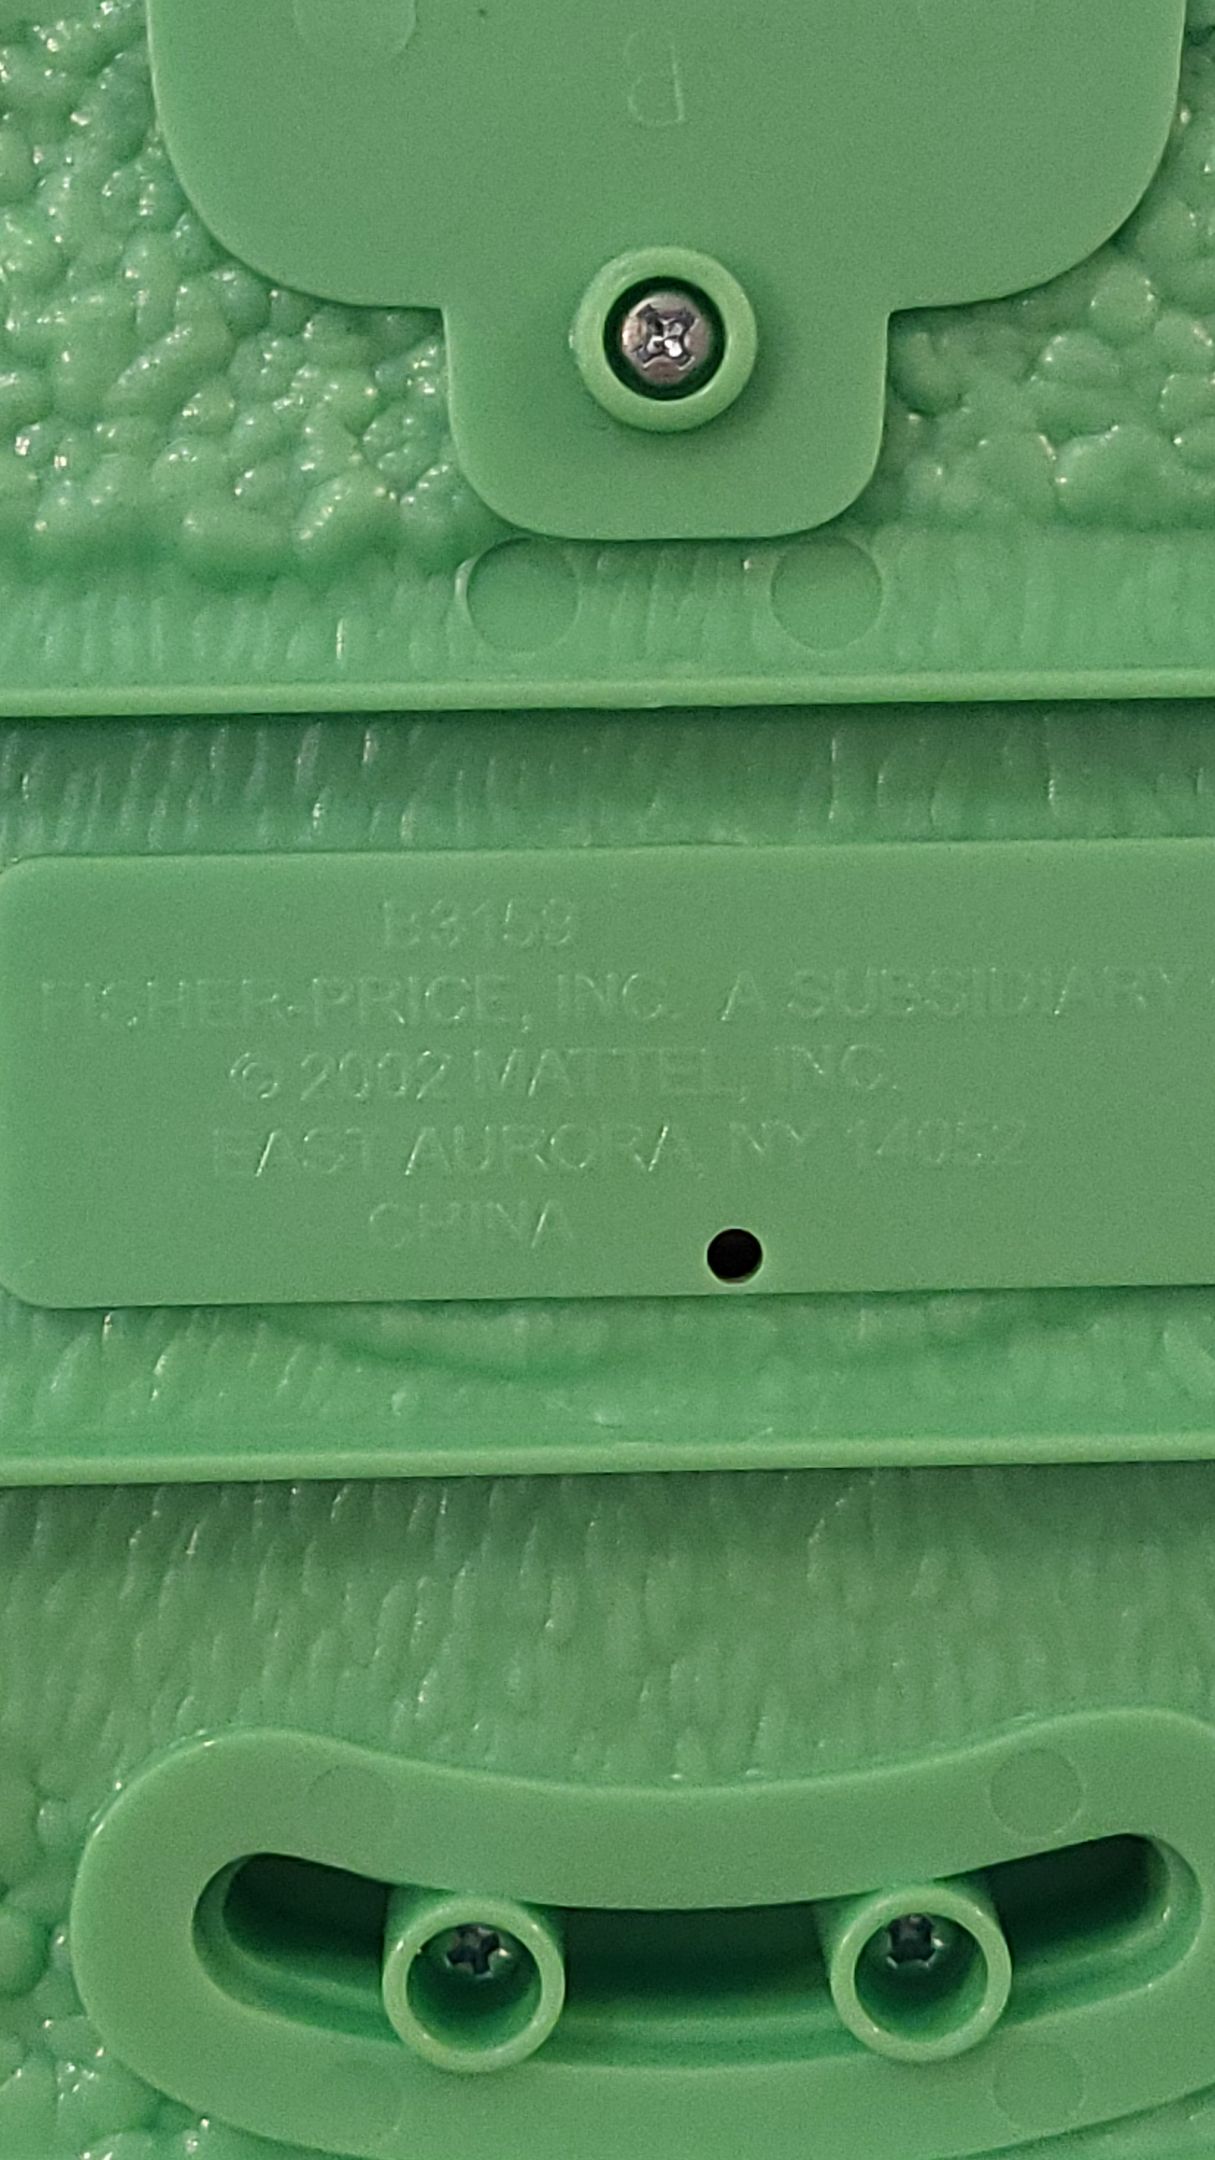 B
B3159
FISHER-PRICE, INC. A SUBSIDIARY
© 2002 MATTEL, INC.
EAST AURORA, NY 14052
CHINA